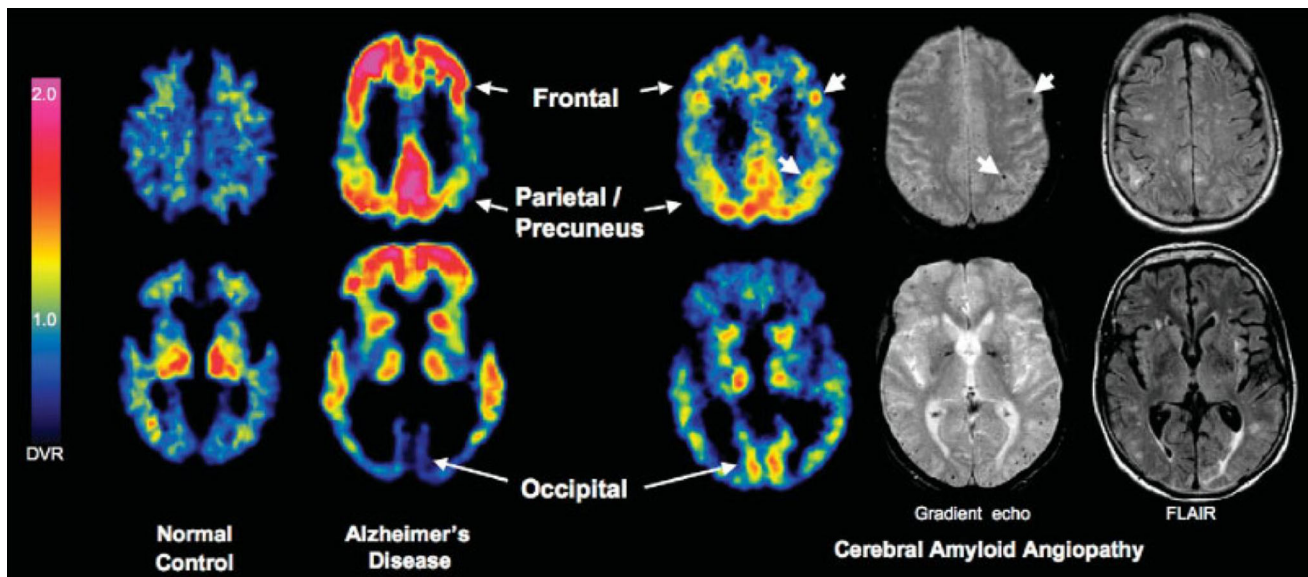 2.0
1.0
DVR
Frontal
Parietal /
Precuneus
Occipital
Normal
Control
Alzheimer's
Disease
Gradient echo
FLAIR
Cerebral Amyloid Angiopathy